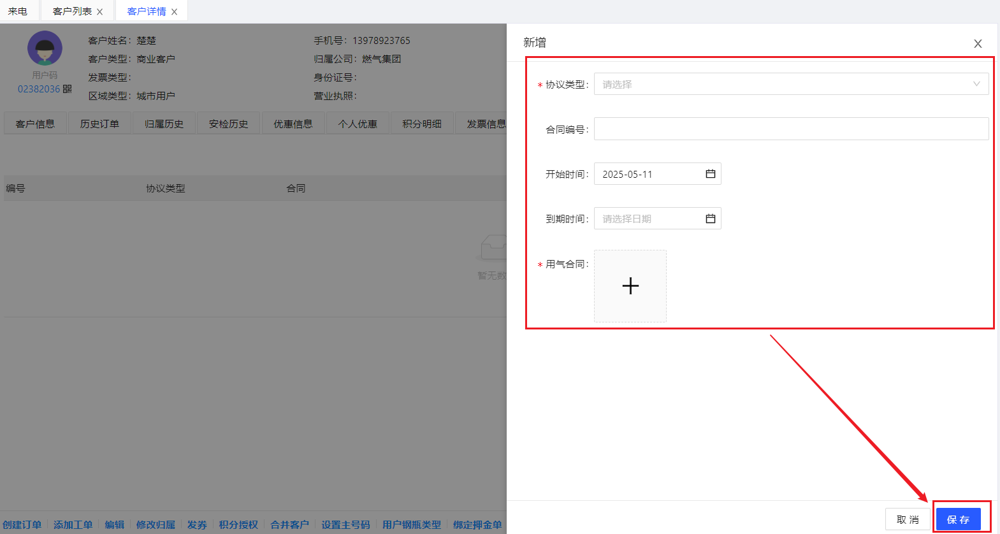 来电
客户列表 X
客户详情 X
客户姓名：楚楚
手机号：13978923765
客户类型：商业客户
归属公司：燃气集团
用户码
发票类型：
身份证号：
02382036
区域类型：城市用户
营业执照：
客户信息
历史订单
归属历史
安检历史
优惠信息
个人优惠
积分明细
发票信息
编号
协议类型
合同
暂无数
新增
X
* 协议类型：请选择
合同编号：
开始时间：2025-05-11
到期时间：请选择日期
* 用气合同：
+
创建订单
添加工单
编辑
修改归属
发券
积分授权
合并客户
设置主号码
用户钢瓶类型
绑定押金单
取 消
保 存